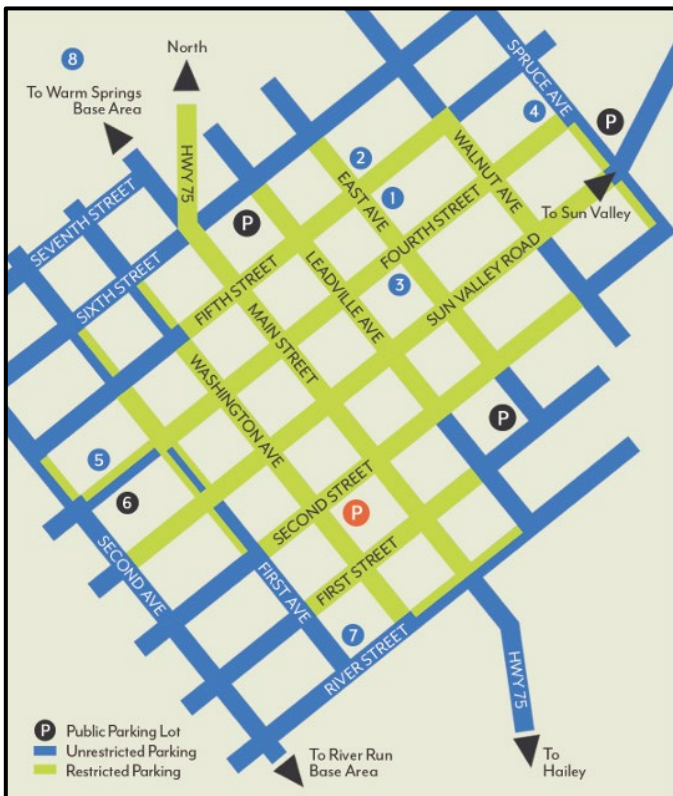 8
North
To Warm Springs
Base Area
SPRUCE AVE
4
P
HWY 75
2
WALNUT AVE
EAST AVE
1
SEVENTH STREET
P
FOURTH STREET
To Sun Valley
SIXTH STREET
FIFTH STREET
LEADVILLE AVE
3
SUN VALLEY ROAD
MAIN STREET
WASHINGTON AVE
P
5
6
SECOND STREET
P
SECOND AVE
FIRST AVE
FIRST STREET
7
RIVER STREET
HWY 75
P Public Parking Lot
Unrestricted Parking
Restricted Parking
To River Run
Base Area
To
Hailey